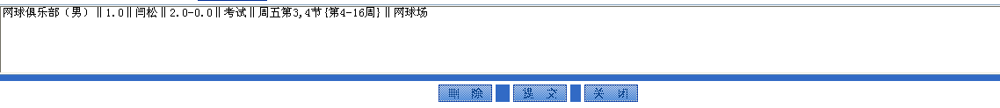 网球俱乐部（男）‖1.0‖闫松‖2.0-0.0‖考试‖周五第3,4节{第4-16周}‖网球场
删 除 提 交 关 闭